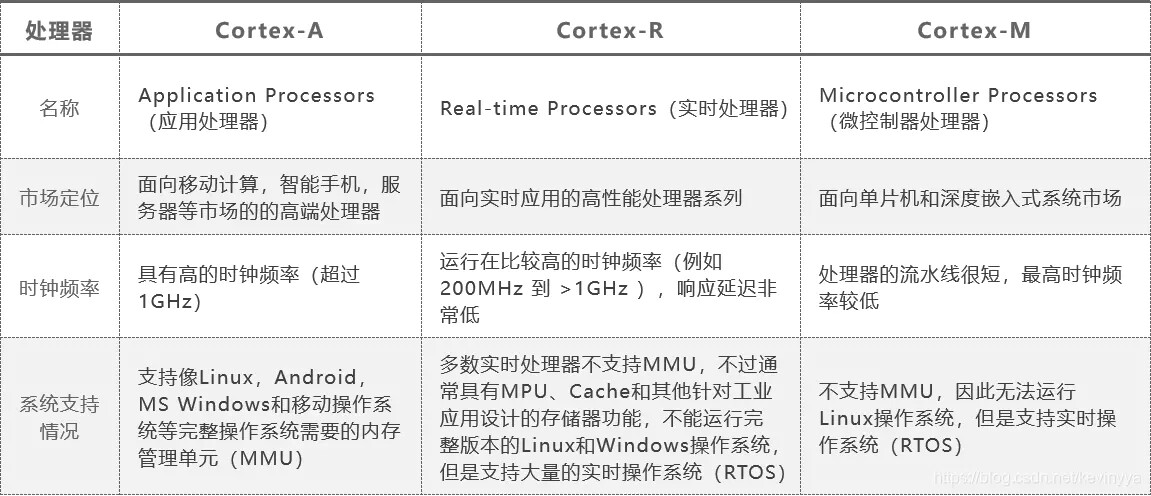 处理器
Cortex-A
Cortex-R
Cortex-M
名称
Application Processors
（应用处理器）
Real-time Processors（实时处理器）
Microcontroller Processors
（微控制器处理器）
市场定位
面向移动计算，智能手机，服
务器等市场的的高端处理器
面向实时应用的高性能处理器系列
面向单片机和深度嵌入式系统市场
时钟频率
具有高的时钟频率（超过
1GHz）
运行在比较高的时钟频率（例如
200MHz 到 >1GHz ），响应延迟非
常低
处理器的流水线很短，最高时钟频
率较低
系统支持
情况
支持像Linux，Android，
MS Windows和移动操作系
统等完整操作系统需要的内存
管理单元（MMU）
多数实时处理器不支持MMU，不过通
常具有MPU、Cache和其他针对工业
应用设计的存储器功能，不能运行完
整版本的Linux和Windows操作系统，
但是支持大量的实时操作系统（RTOS）
不支持MMU，因此无法运行
Linux操作系统，但是支持实时操
作系统（RTOS）
https://blog.csdn.net/kavinyya